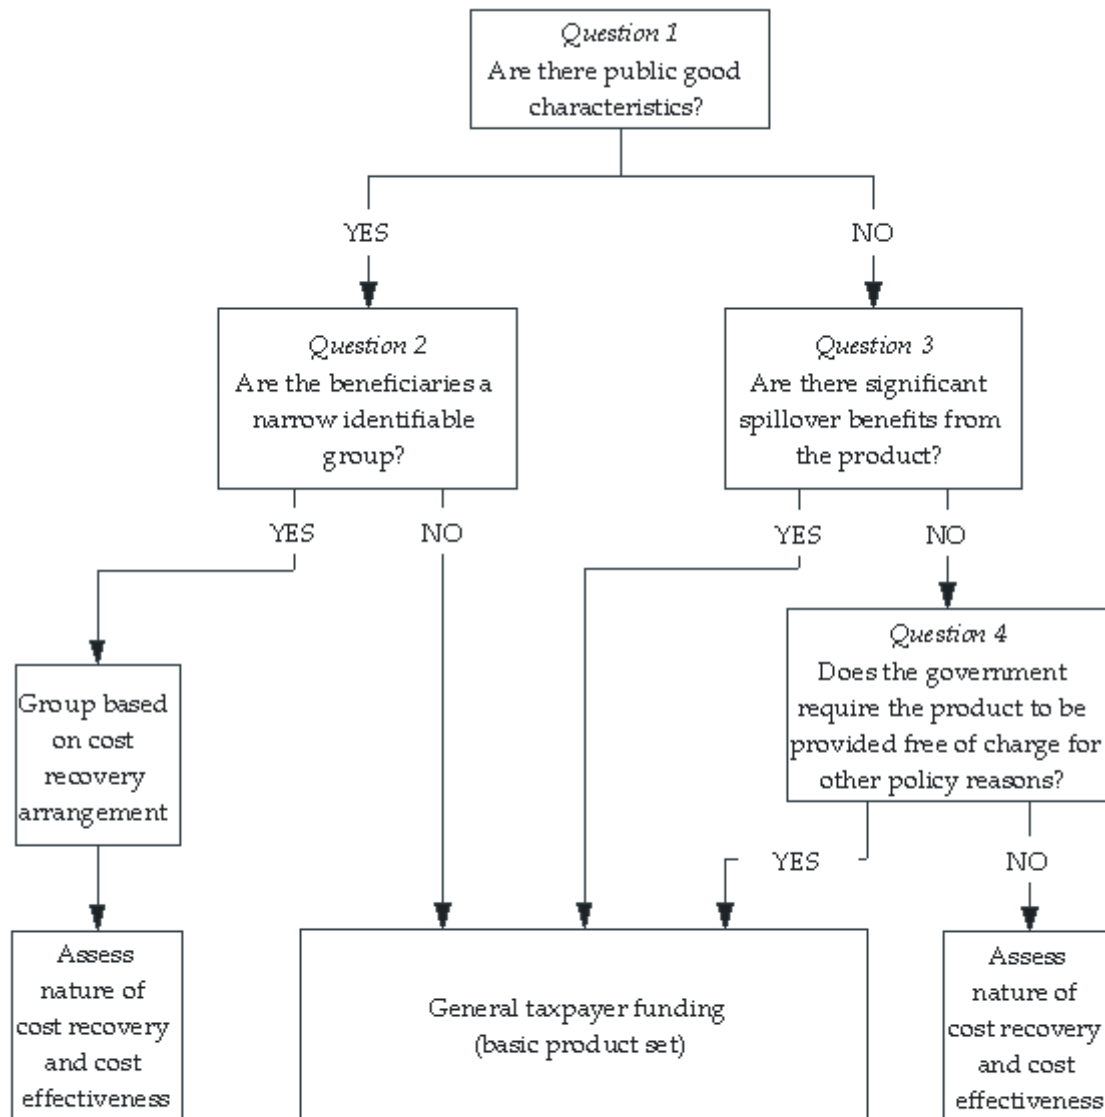 Question 1
Are there public good
characteristics?
YES
NO
Question 2
Are the beneficiaries a
narrow identifiable
group?
Question 3
Are there significant
spillover benefits from
the product?
YES
NO
YES
NO
Group based
on cost
recovery
arrangement
Question 4
Does the government
require the product to be
provided free of charge for
other policy reasons?
YES
NO
Assess
nature of
cost recovery
and cost
effectiveness
General taxpayer funding
(basic product set)
Assess
nature of
cost recovery
and cost
effectiveness